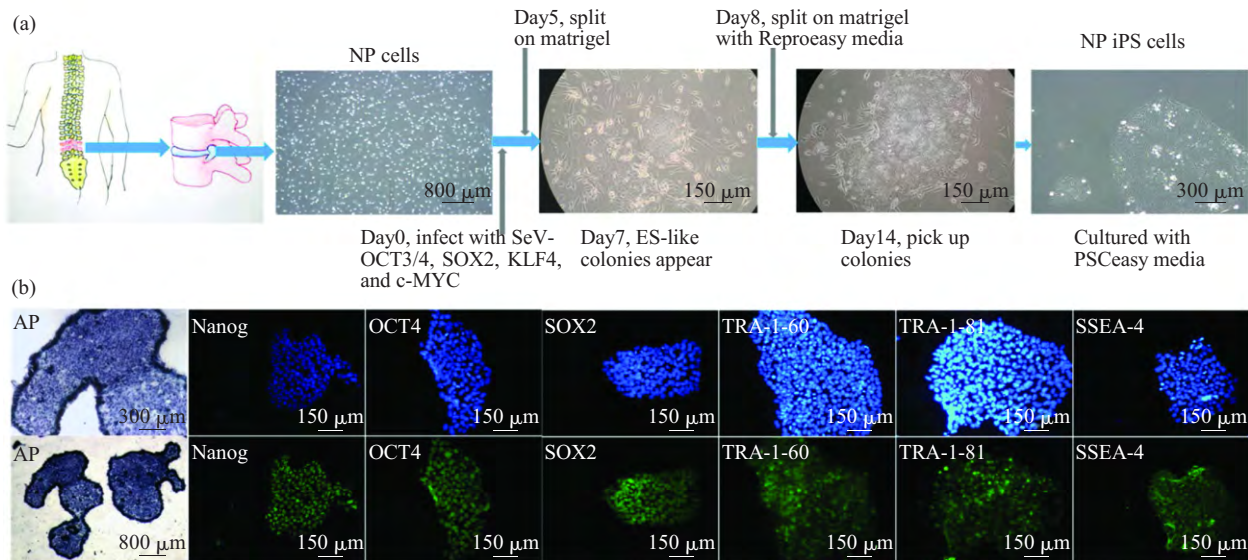 (a)
Day5, split
on matrigel
Day8, split on matrigel
with Reproeasy media
NP cells
NP iPS cells
800 μm
150 μm
150 μm
300 μm
Day0, infect with SeV-
OCT3/4, SOX2, KLF4,
and c-MYC
Day7, ES-like
colonies appear
Day14, pick up
colonies
Cultured with
PSCeasy media
(b)
AP
Nanog
OCT4
SOX2
TRA-1-60
TRA-1-81
SSEA-4
300 μm
150 μm
150 μm
150 μm
150 μm
150 μm
150 μm
AP
Nanog
OCT4
SOX2
TRA-1-60
TRA-1-81
SSEA-4
800 μm
150 μm
150 μm
150 μm
150 μm
150 μm
150 μm